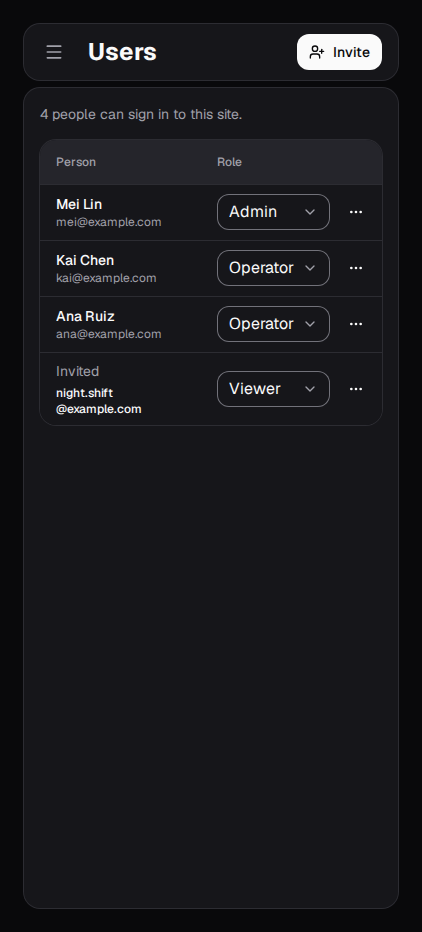 Users
Invite
4 people can sign in to this site.
Person Role
Mei Lin
mei@example.com
Admin
Kai Chen
kai@example.com
Operator
Ana Ruiz
ana@example.com
Operator
Invited
night.shift
@example.com
Viewer